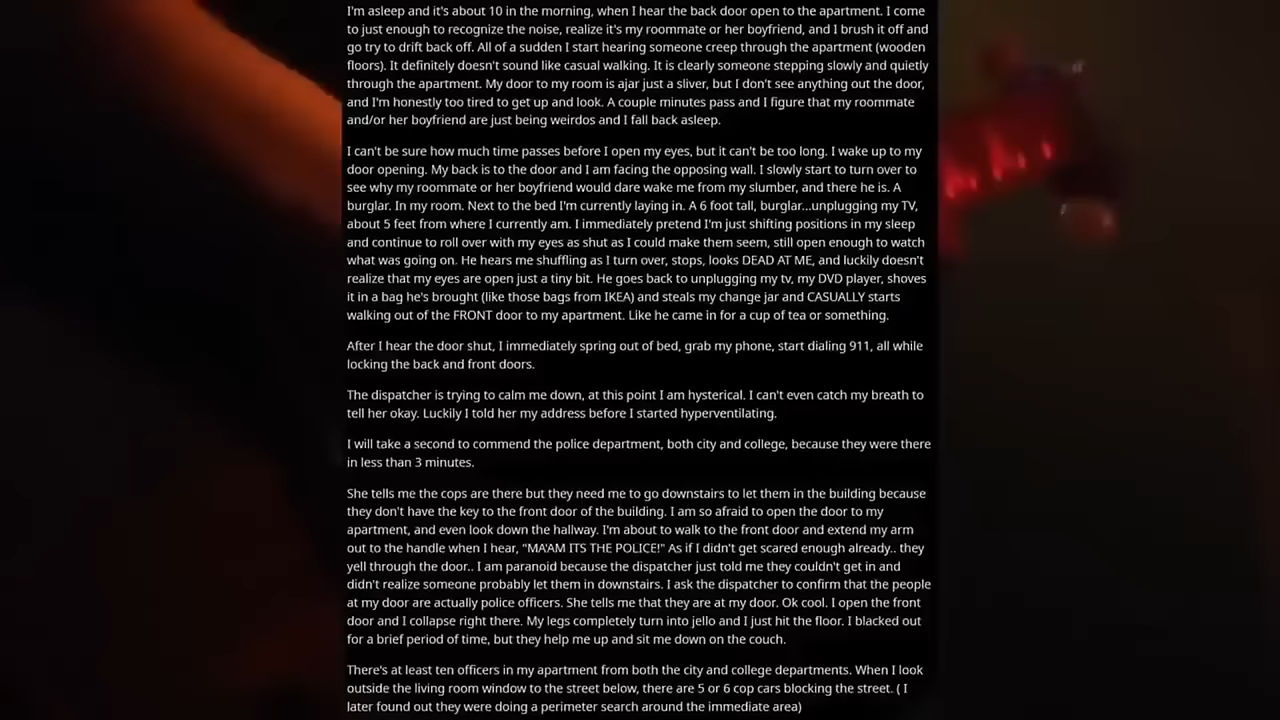 I'm asleep and it's about 10 in the morning, when I hear the back door open to the apartment. I come
to just enough to recognize the noise, realize it's my roommate or her boyfriend, and I brush it off and
go try to drift back off. All of a sudden I start hearing someone creep through the apartment (wooden
floors). It definitely doesn't sound like casual walking. It is clearly someone stepping slowly and quietly
through the apartment. My door to my room is ajar just a sliver, but I don't see anything out the door,
and I'm honestly too tired to get up and look. A couple minutes pass and I figure that my roommate
and/or her boyfriend are just being weirdos and I fall back asleep.
I can't be sure how much time passes before I open my eyes, but it can't be too long. I wake up to my
door opening. My back is to the door and I am facing the opposing wall. I slowly start to turn over to
see why my roommate or her boyfriend would dare wake me from my slumber, and there he is. A
burglar. In my room. Next to the bed I'm currently laying in. A 6 foot tall, burglar...unplugging my TV,
about 5 feet from where I currently am. I immediately pretend I'm just shifting positions in my sleep
and continue to roll over with my eyes as shut as I could make them seem, still open enough to watch
what was going on. He hears me shuffling as I turn over, stops, looks DEAD AT ME, and luckily doesn't
realize that my eyes are open just a tiny bit. He goes back to unplugging my tv, my DVD player, shoves
it in a bag he's brought (like those bags from IKEA) and steals my change jar and CASUALLY starts
walking out of the FRONT door to my apartment. Like he came in for a cup of tea or something.
After I hear the door shut, I immediately spring out of bed, grab my phone, start dialing 911, all while
locking the back and front doors.
The dispatcher is trying to calm me down, at this point I am hysterical. I can't even catch my breath to
tell her okay. Luckily I told her my address before I started hyperventilating.
I will take a second to commend the police department, both city and college, because they were there
in less than 3 minutes.
She tells me the cops are there but they need me to go downstairs to let them in the building because
they don't have the key to the front door of the building. I am so afraid to open the door to my
apartment, and even look down the hallway. I'm about to walk to the front door and extend my arm
out to the handle when I hear, "MA'AM ITS THE POLICE!" As if I didn't get scared enough already.. they
yell through the door.. I am paranoid because the dispatcher just told me they couldn't get in and
didn't realize someone probably let them in downstairs. I ask the dispatcher to confirm that the people
at my door are actually police officers. She tells me that they are at my door. Ok cool. I open the front
door and I collapse right there. My legs completely turn into jello and I just hit the floor. I blacked out
for a brief period of time, but they help me up and sit me down on the couch.
There's at least ten officers in my apartment from both the city and college departments. When I look
outside the living room window to the street below, there are 5 or 6 cop cars blocking the street. ( I
later found out they were doing a perimeter search around the immediate area)